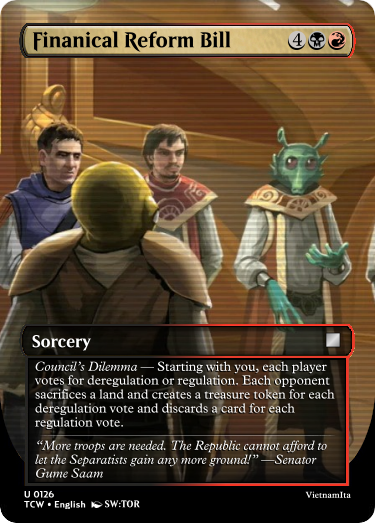 Finanical Reform Bill 4
Sorcery
Council's Dilemma — Starting with you, each player
votes for deregulation or regulation. Each opponent
sacrifices a land and creates a treasure token for each
deregulation vote and discards a card for each
regulation vote.
"More troops are needed. The Republic cannot afford to
let the Separatists gain any more ground!" —Senator
Gume Saam
U 0126
VietnamIta
TCW • English SW:TOR